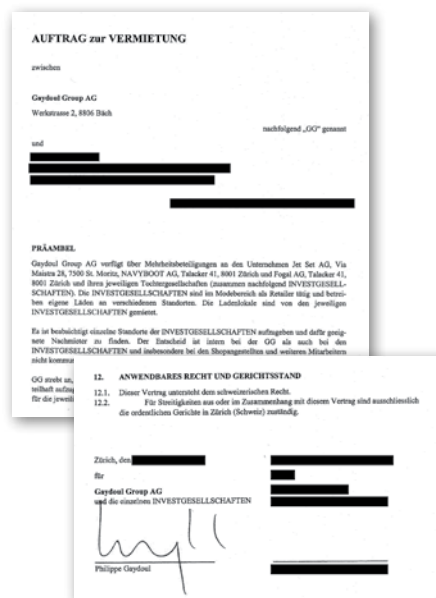 AUFTRAG zur VERMIETUNG
zwischen
Gaydoul Group AG
Werkstrasse 2, 8806 Bäch
nachfolgend „GG" genannt
und
PRÄAMBEL
Gaydoul Group AG verfügt über Mehrheitsbeteiligungen an den Unternehmen Jet Set AG, Via
Maistra 28, 7500 St. Moritz, NAVYBOOT AG, Talacker 41, 8001 Zürich und Fogal AG, Talacker 41,
8001 Zürich und ihren jeweiligen Tochtergesellschaften (zusammen nachfolgend INVESTGESELL-
SCHAFTEN). Die INVESTGESELLSCHAFTEN sind im Modebereich als Retailer tätig und betrei-
ben eigene Läden an verschiedenen Standorten. Die Ladenlokale sind von den jeweiligen
INVESTGESELLSCHAFTEN gemietet.
Es ist beabsichtigt einzelne Standorte der INVESTGESELLSCHAFTEN aufzugeben und dafür geeig-
nete Nachmieter zu finden. Der Entscheid ist intern bei der GG als auch bei den
INVESTGESELLSCHAFTEN und insbesondere bei den Shopangestellten und weiteren Mitarbeitern
nicht
GG strebt an,
für die
12. ANWENDBARES RECHT UND GERICHTSSTAND
12.1. Dieser Vertrag untersteht dem schweizerischen Recht.
12.2. Für Streitigkeiten aus oder im Zusammenhang mit diesem Vertrag sind ausschliesslich
die ordentlichen Gerichte in Zürich (Schweiz) zuständig.
Zürich, den
für
Gaydoul Group AG
und die einzelnen INVESTGESELLSCHAFTEN
Philippe Gaydoul